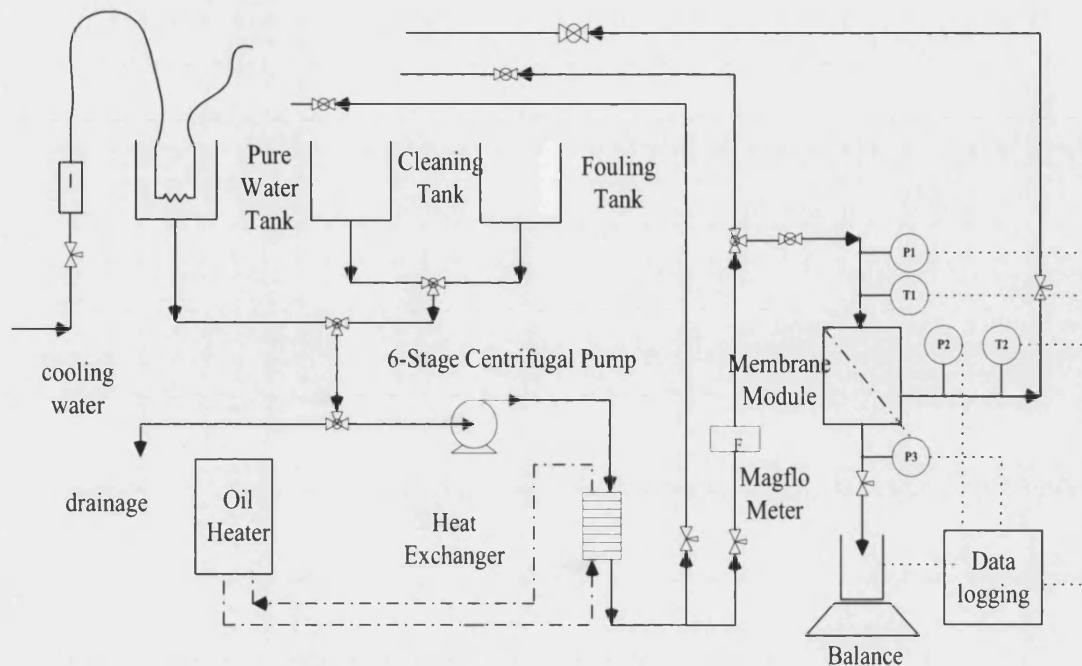 Pure
Water
Tank
Cleaning
Tank
Fouling
Tank
I
P1
T1
P2
T2
cooling
water
6-Stage Centrifugal Pump
Membrane
Module
F
P3
drainage
Oil
Heater
Heat
Exchanger
Magflo
Meter
Data
logging
Balance